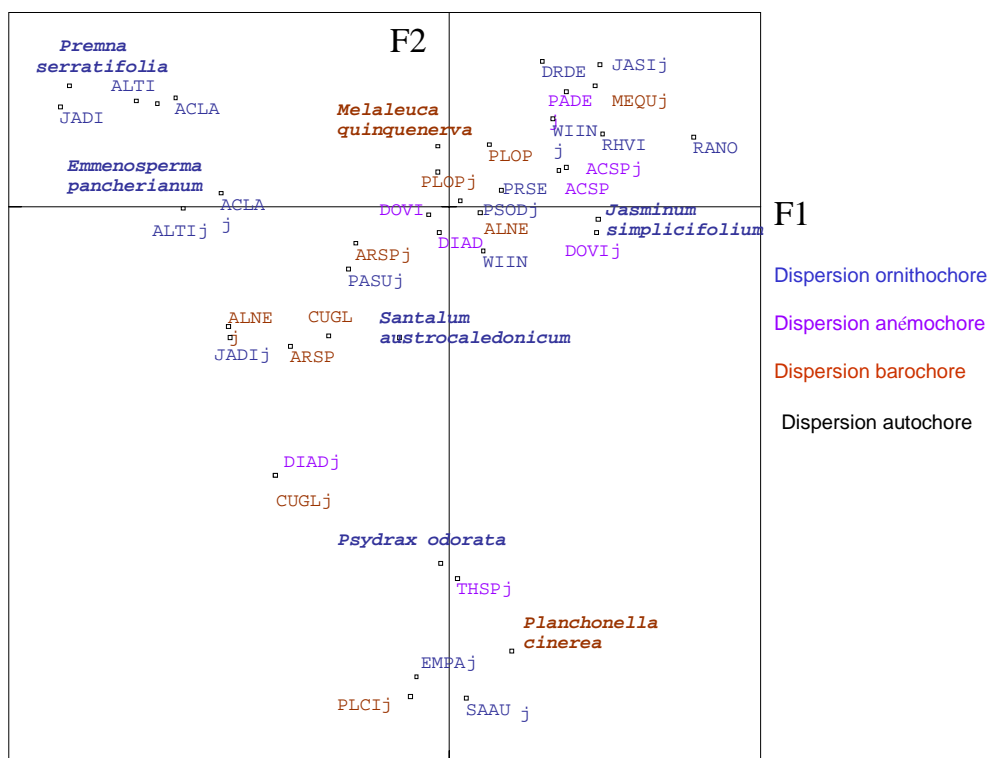 F2
Premna
serratifolia
ALTI
JADI
ACLA
Melaleuca
quinquenerva
DRDE
JASIj
PADE
j
MEQUj
WIIN
j
RHVI
RANO
PLOP
ACSPj
PLOPj
ACSP
PRSE
Emmenosperma
pancherianum
ACLA
j
ALTIj
DOVI
PSODj
ALNE
Jasminum
simplicifolium
F1
DIAD
DOVIj
WIIN
ARSPj
PASUj
Dispersion ornithochore
ALNE
j
CUGL
Santalum
austrocaledonicum
JADIj
ARSP
Dispersion anémochore
Dispersion barochore
Dispersion autochore
DIADj
CUGLj
Psydrax odorata
THSPj
Planchonella
cinerea
EMPAj
PLCIj
SAAU j